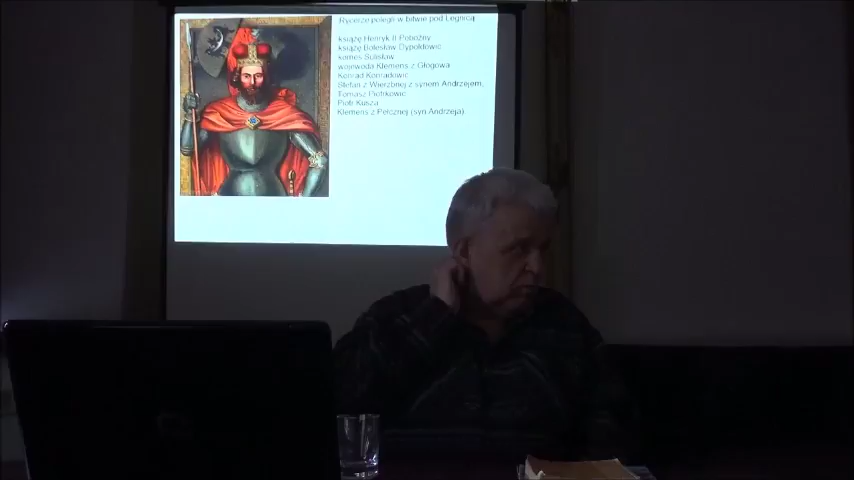 Rycerze polegli w bitwie pod Legnicą
książę Henryk II Pobożny
książę Bolesław Dypoldowic
komes Sulisław
wojewoda Klemens z Głogowa
Konrad Konradowic
Stefan z Wierzbnej z synem Andrzejem,
Tomasz Piotrkowic
Piotr Kusza
Klemens z Pełcznej (syn Andrzeja)